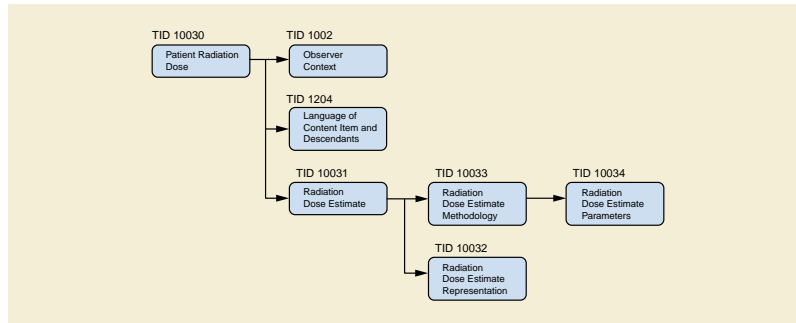 TID 10030
Patient Radiation
Dose
TID 1002
Observer
Context
TID 1204
Language of
Content Item and
Descendants
TID 10031
Radiation
Dose Estimate
TID 10033
Radiation
Dose Estimate
Methodology
TID 10034
Radiation
Dose Estimate
Parameters
TID 10032
Radiation
Dose Estimate
Representation